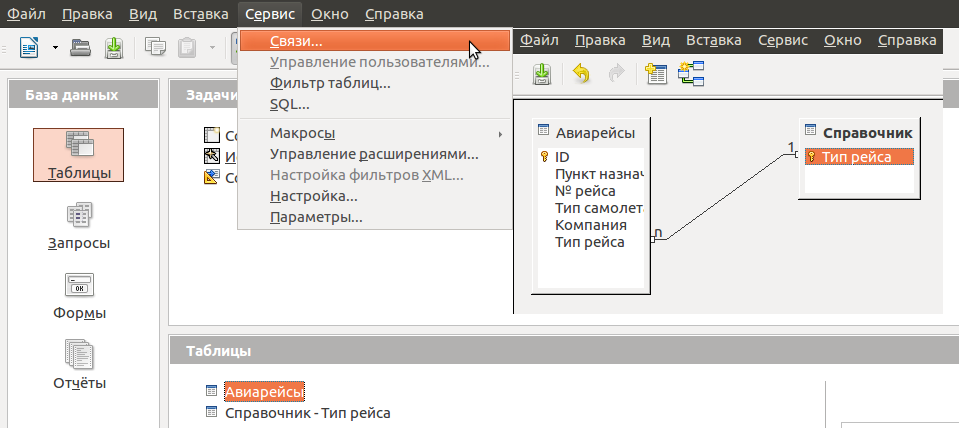 Файл Правка Вид Вставка Сервис Окно Справка
База данных
Таблицы
Запросы
Формы
Отчёты
Задачи
Со
И
Со
Связи...
Управление пользователями...
Фильтр таблиц...
SQL...
Макросы
Управление расширениями...
Настройка фильтров XML...
Настройка...
Параметры...
Файл Правка Вид Вставка Сервис Окно Справка
Авиарейсы
ID
Пункт назнач
№ рейса
Тип самолет
Компания
Тип рейса
n
1
Справочник
Тип рейса
Таблицы
Авиарейсы
Справочник - Тип рейса